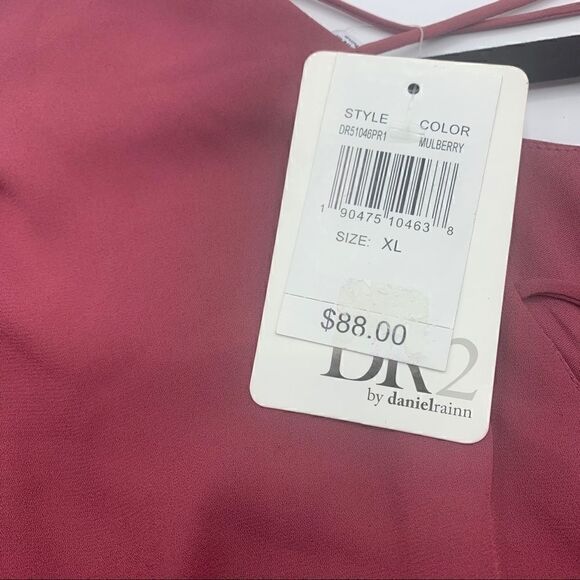 STYLE COLOR
DR51046PR1 MULBERRY
1 90475 10463 8
SIZE: XL
$88.00
DR2
by danielrainn